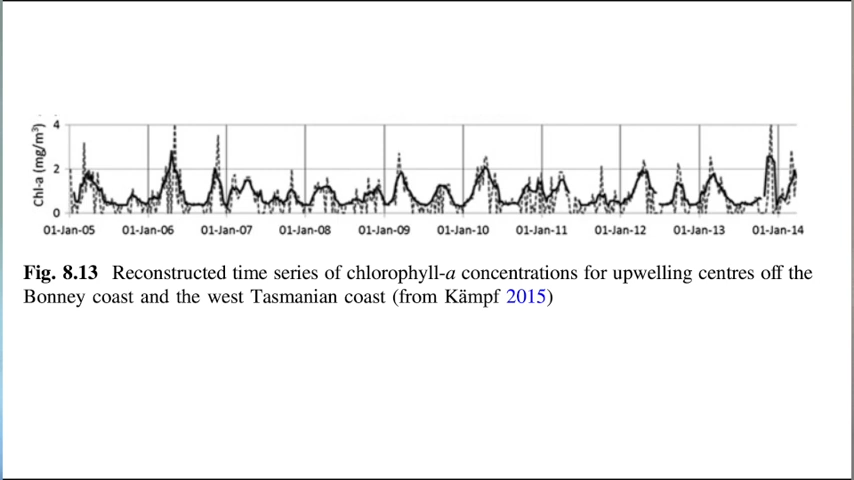 Chl-a (mg/m³)
4
2
0
01-Jan-05 01-Jan-06 01-Jan-07 01-Jan-08 01-Jan-09 01-Jan-10 01-Jan-11 01-Jan-12 01-Jan-13 01-Jan-14
Fig. 8.13 Reconstructed time series of chlorophyll-a concentrations for upwelling centres off the
Bonney coast and the west Tasmanian coast (from Kämpf 2015)